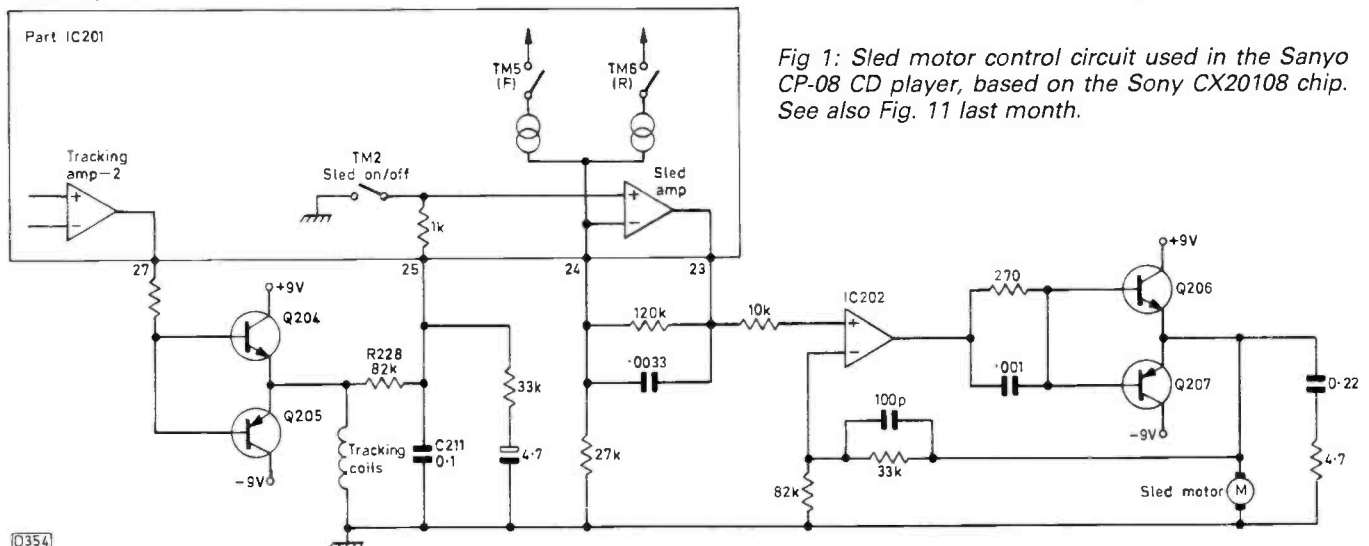 Part IC201
TM5
(F)
TM6
(R)
Fig 1: Sled motor control circuit used in the Sanyo
CP-08 CD player, based on the Sony CX20108 chip.
See also Fig. 11 last month.
Tracking
amp-2
+
−
TM2
Sled on/off
1k
Sled
amp
+
−
27
25
24
23
+9V
Q204
Q205
-9V
R228
82k
Tracking
coils
C211
0·1
33k
4·7
120k
·0033
27k
10k
IC202
+
−
100p
33k
82k
270
·001
+9V
Q206
Q207
-9V
0·22
4·7
Sled motor
M
D354